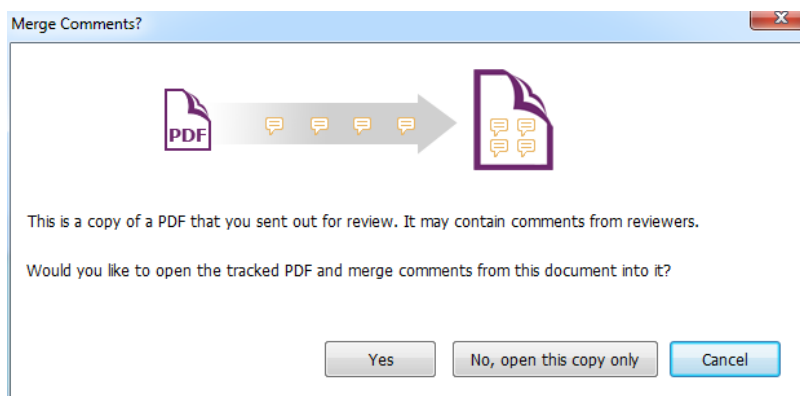 Merge Comments?
PDF
This is a copy of a PDF that you sent out for review. It may contain comments from reviewers.
Would you like to open the tracked PDF and merge comments from this document into it?
Yes
No, open this copy only
Cancel